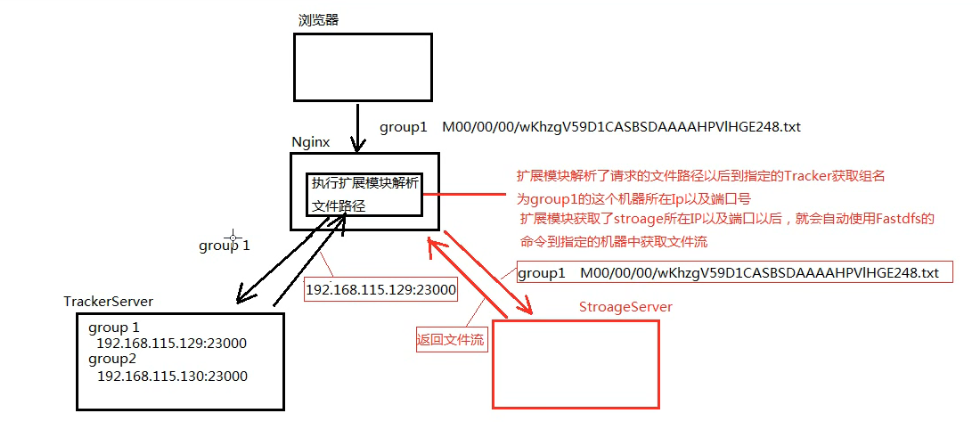 浏览器
group1 M00/00/00/wKhzgV59D1CASBSDAAAAHPVlHGE248.txt
Nginx
执行扩展模块解析
文件路径
扩展模块解析了请求的文件路径以后到指定的Tracker获取组名
为group1的这个机器所在Ip以及端口号
扩展模块获取了stroage所在IP以及端口以后，就会自动使用Fastdfs的
命令到指定的机器中获取文件流
group 1
192.168.115.129:23000
group1 M00/00/00/wKhzgV59D1CASBSDAAAAHPVlHGE248.txt
TrackerServer
group 1
192.168.115.129:23000
group2
192.168.115.130:23000
返回文件流
StroageServer